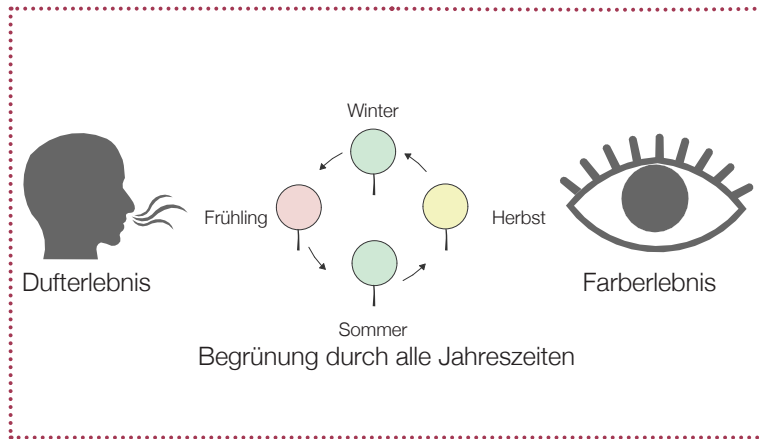 Winter
Frühling
Herbst
Dufterlebnis
Farberlebnis
Sommer
Begrünung durch alle Jahreszeiten